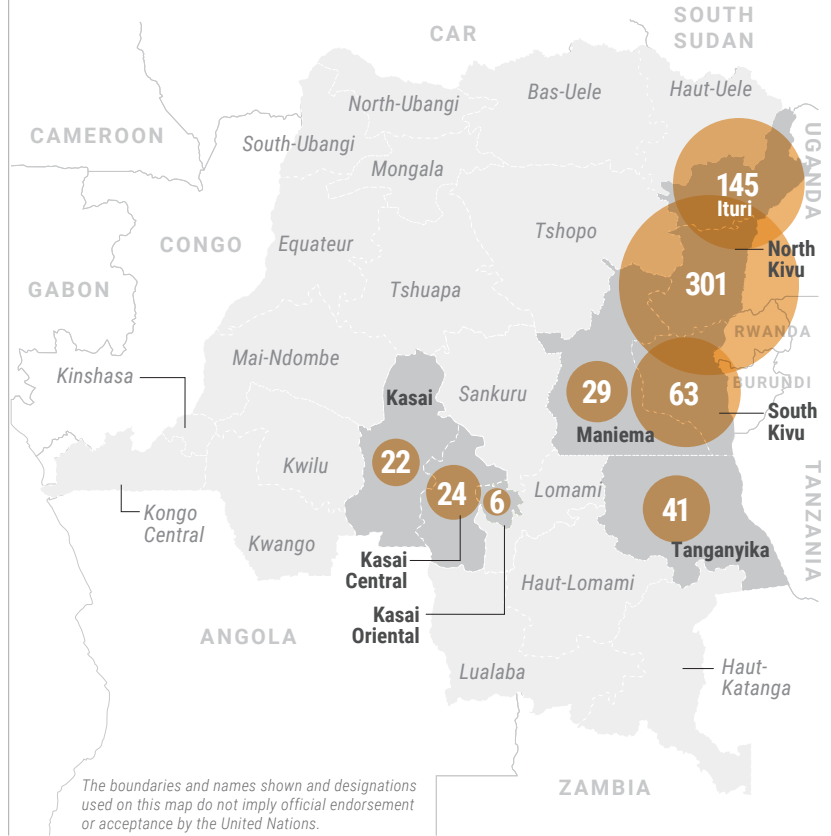 SOUTH
SUDAN
CAR
Bas-Uele
Haut-Uele
North-Ubangi
CAMEROON
South-Ubangi
UGANDA
Mongala
145
Ituri
Tshopo
CONGO
Equateur
North
Kivu
301
GABON
Tshuapa
RWANDA
Mai-Ndombe
Kinshasa
BURUNDI
Sankuru
Kasai
29
63
South
Kivu
Maniema
22
Kwilu
24
6
Lomami
TANZANIA
41
Kongo
Central
Kwango
Tanganyika
Kasai
Central
Haut-Lomami
Kasai
Oriental
ANGOLA
Lualaba
Haut-
Katanga
ZAMBIA
The boundaries and names shown and designations
used on this map do not imply official endorsement
or acceptance by the United Nations.